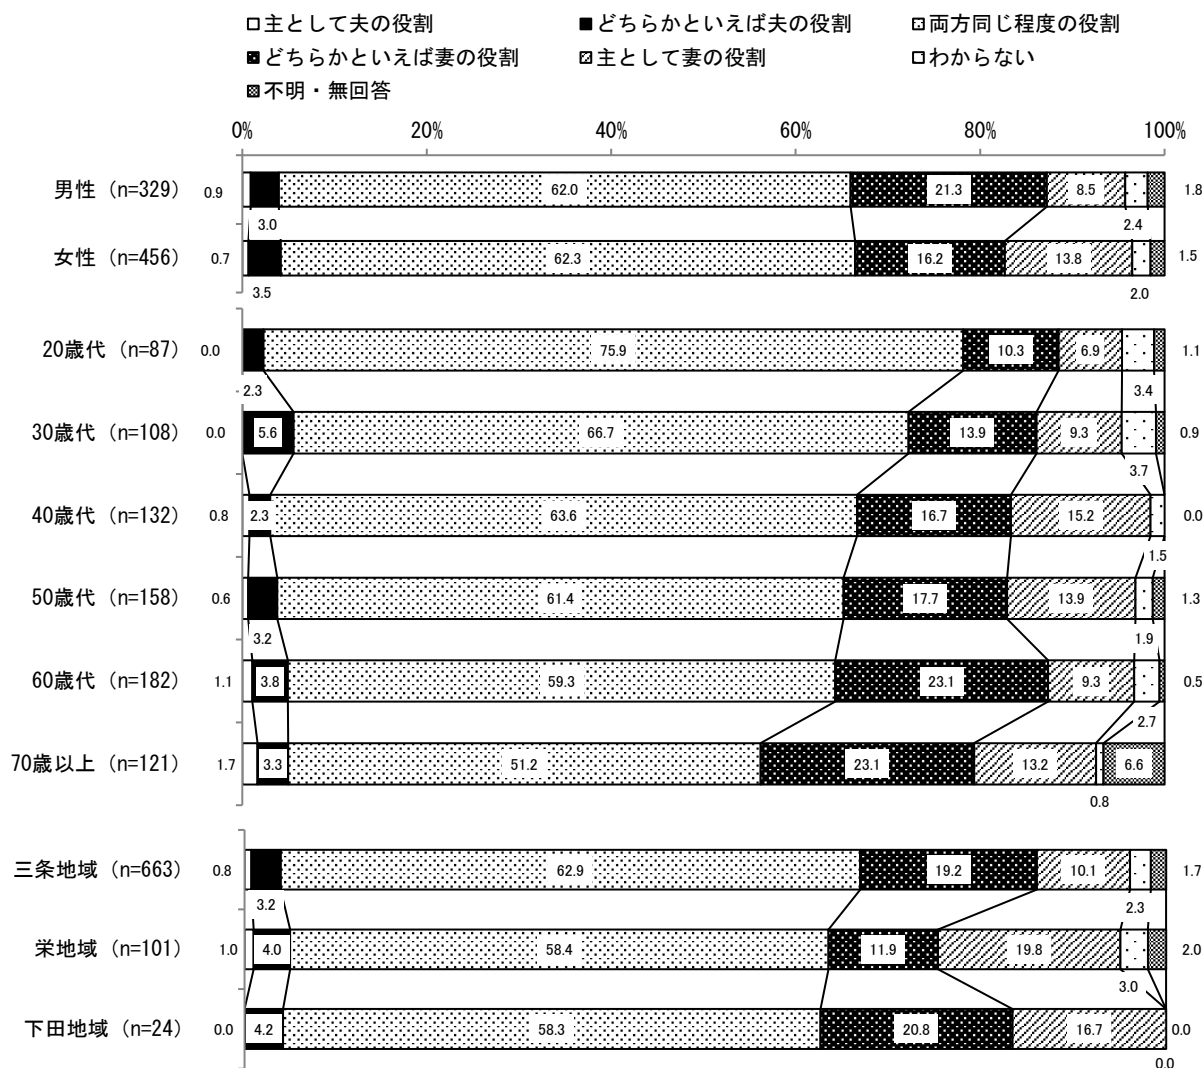 □主として夫の役割 ■どちらかといえば夫の役割 両方同じ程度の役割
どちらかといえば妻の役割 主として妻の役割 わからない
不明・無回答
0% 20% 40% 60% 80% 100%
男性（n=329） 0.9 62.0 21.3 8.5 1.8
3.0 2.4
女性（n=456） 0.7 62.3 16.2 13.8 1.5
3.5 2.0
20歳代（n=87） 0.0 75.9 10.3 6.9 1.1
2.3 3.4
30歳代（n=108） 0.0 5.6 66.7 13.9 9.3 0.9
3.7
40歳代（n=132） 0.8 2.3 63.6 16.7 15.2 0.0
1.5
50歳代（n=158） 0.6 61.4 17.7 13.9 1.3
3.2 1.9
60歳代（n=182） 1.1 3.8 59.3 23.1 9.3 0.5
2.7
70歳以上（n=121） 1.7 3.3 51.2 23.1 13.2 6.6
0.8
三条地域（n=663） 0.8 62.9 19.2 10.1 1.7
3.2 2.3
栄地域（n=101） 1.0 4.0 58.4 11.9 19.8 2.0
3.0
下田地域（n=24） 0.0 4.2 58.3 20.8 16.7 0.0
0.0